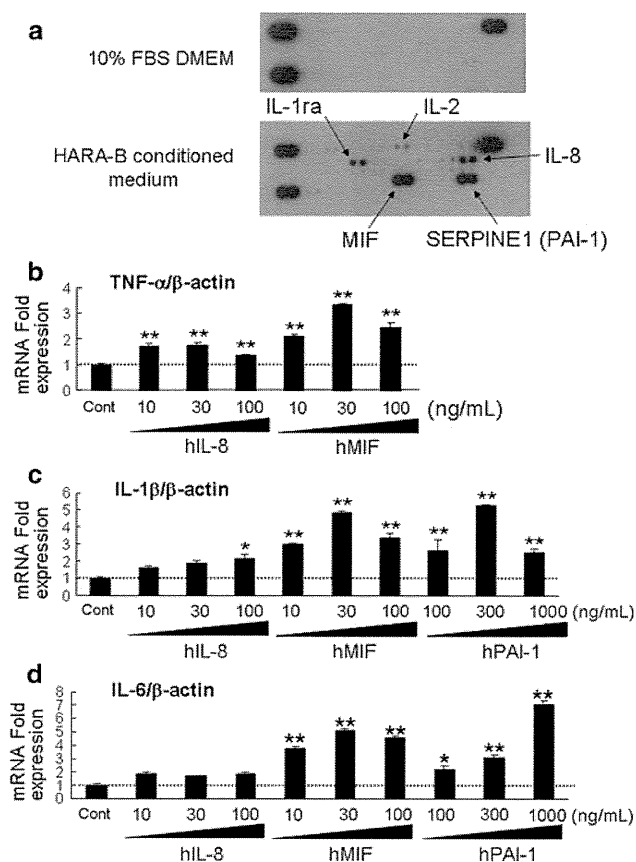 a
10% FBS DMEM
IL-1ra
IL-2
HARA-B conditioned
medium
IL-8
MIF
SERPINE1 (PAI-1)
b
TNF-α/β-actin
mRNA Fold
expression
4
3
2
1
0
** ** ** ** ** **
Cont 10 30 100 10 30 100 (ng/mL)
hIL-8 hMIF
c
IL-1β/β-actin
mRNA Fold
expression
6
5
4
3
2
1
0
* ** ** ** ** ** **
Cont 10 30 100 10 30 100 100 300 1000 (ng/mL)
hIL-8 hMIF hPAI-1
d
IL-6/β-actin
mRNA Fold
expression
8
7
6
5
4
3
2
1
0
** ** ** * ** **
Cont 10 30 100 10 30 100 100 300 1000 (ng/mL)
hIL-8 hMIF hPAI-1